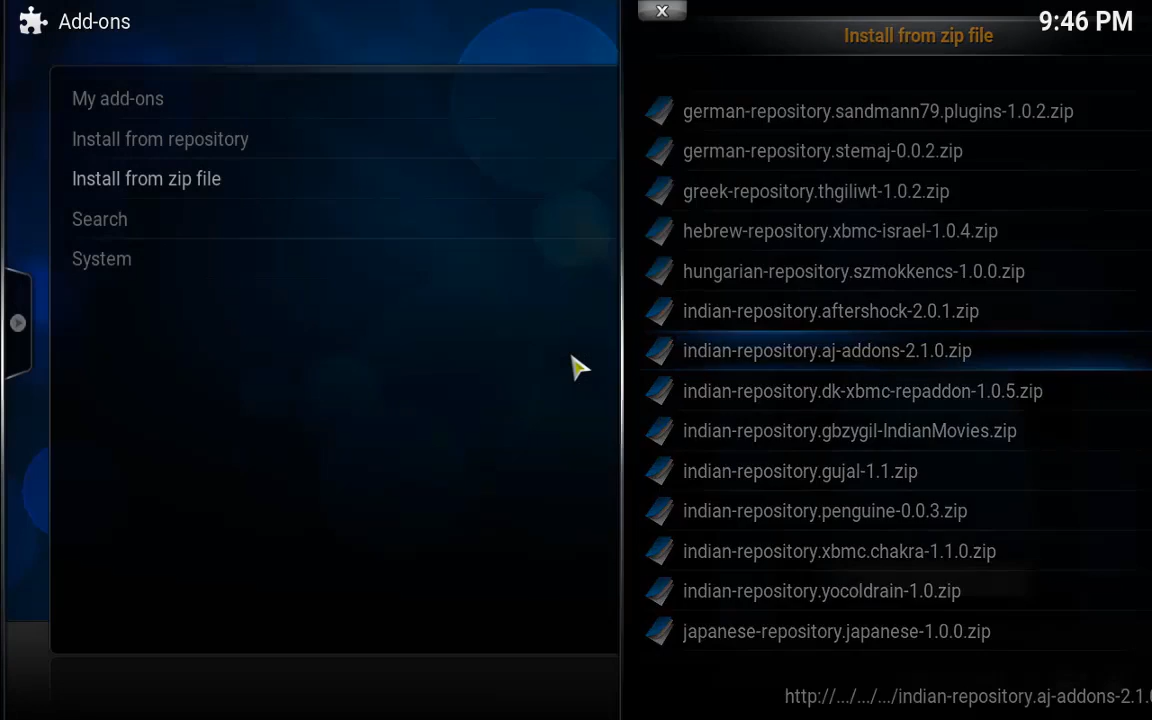 Add-ons
My add-ons
Install from repository
Install from zip file
Search
System
X
9:46 PM
Install from zip file
german-repository.sandmann79.plugins-1.0.2.zip
german-repository.stemaj-0.0.2.zip
greek-repository.thgiliwt-1.0.2.zip
hebrew-repository.xbmc-israel-1.0.4.zip
hungarian-repository.szmokkencs-1.0.0.zip
indian-repository.aftershock-2.0.1.zip
indian-repository.aj-addons-2.1.0.zip
indian-repository.dk-xbmc-repaddon-1.0.5.zip
indian-repository.gbzygil-IndianMovies.zip
indian-repository.gujal-1.1.zip
indian-repository.penguine-0.0.3.zip
indian-repository.xbmc.chakra-1.1.0.zip
indian-repository.yocoldrain-1.0.zip
japanese-repository.japanese-1.0.0.zip
http://.../.../.../indian-repository.aj-addons-2.1.